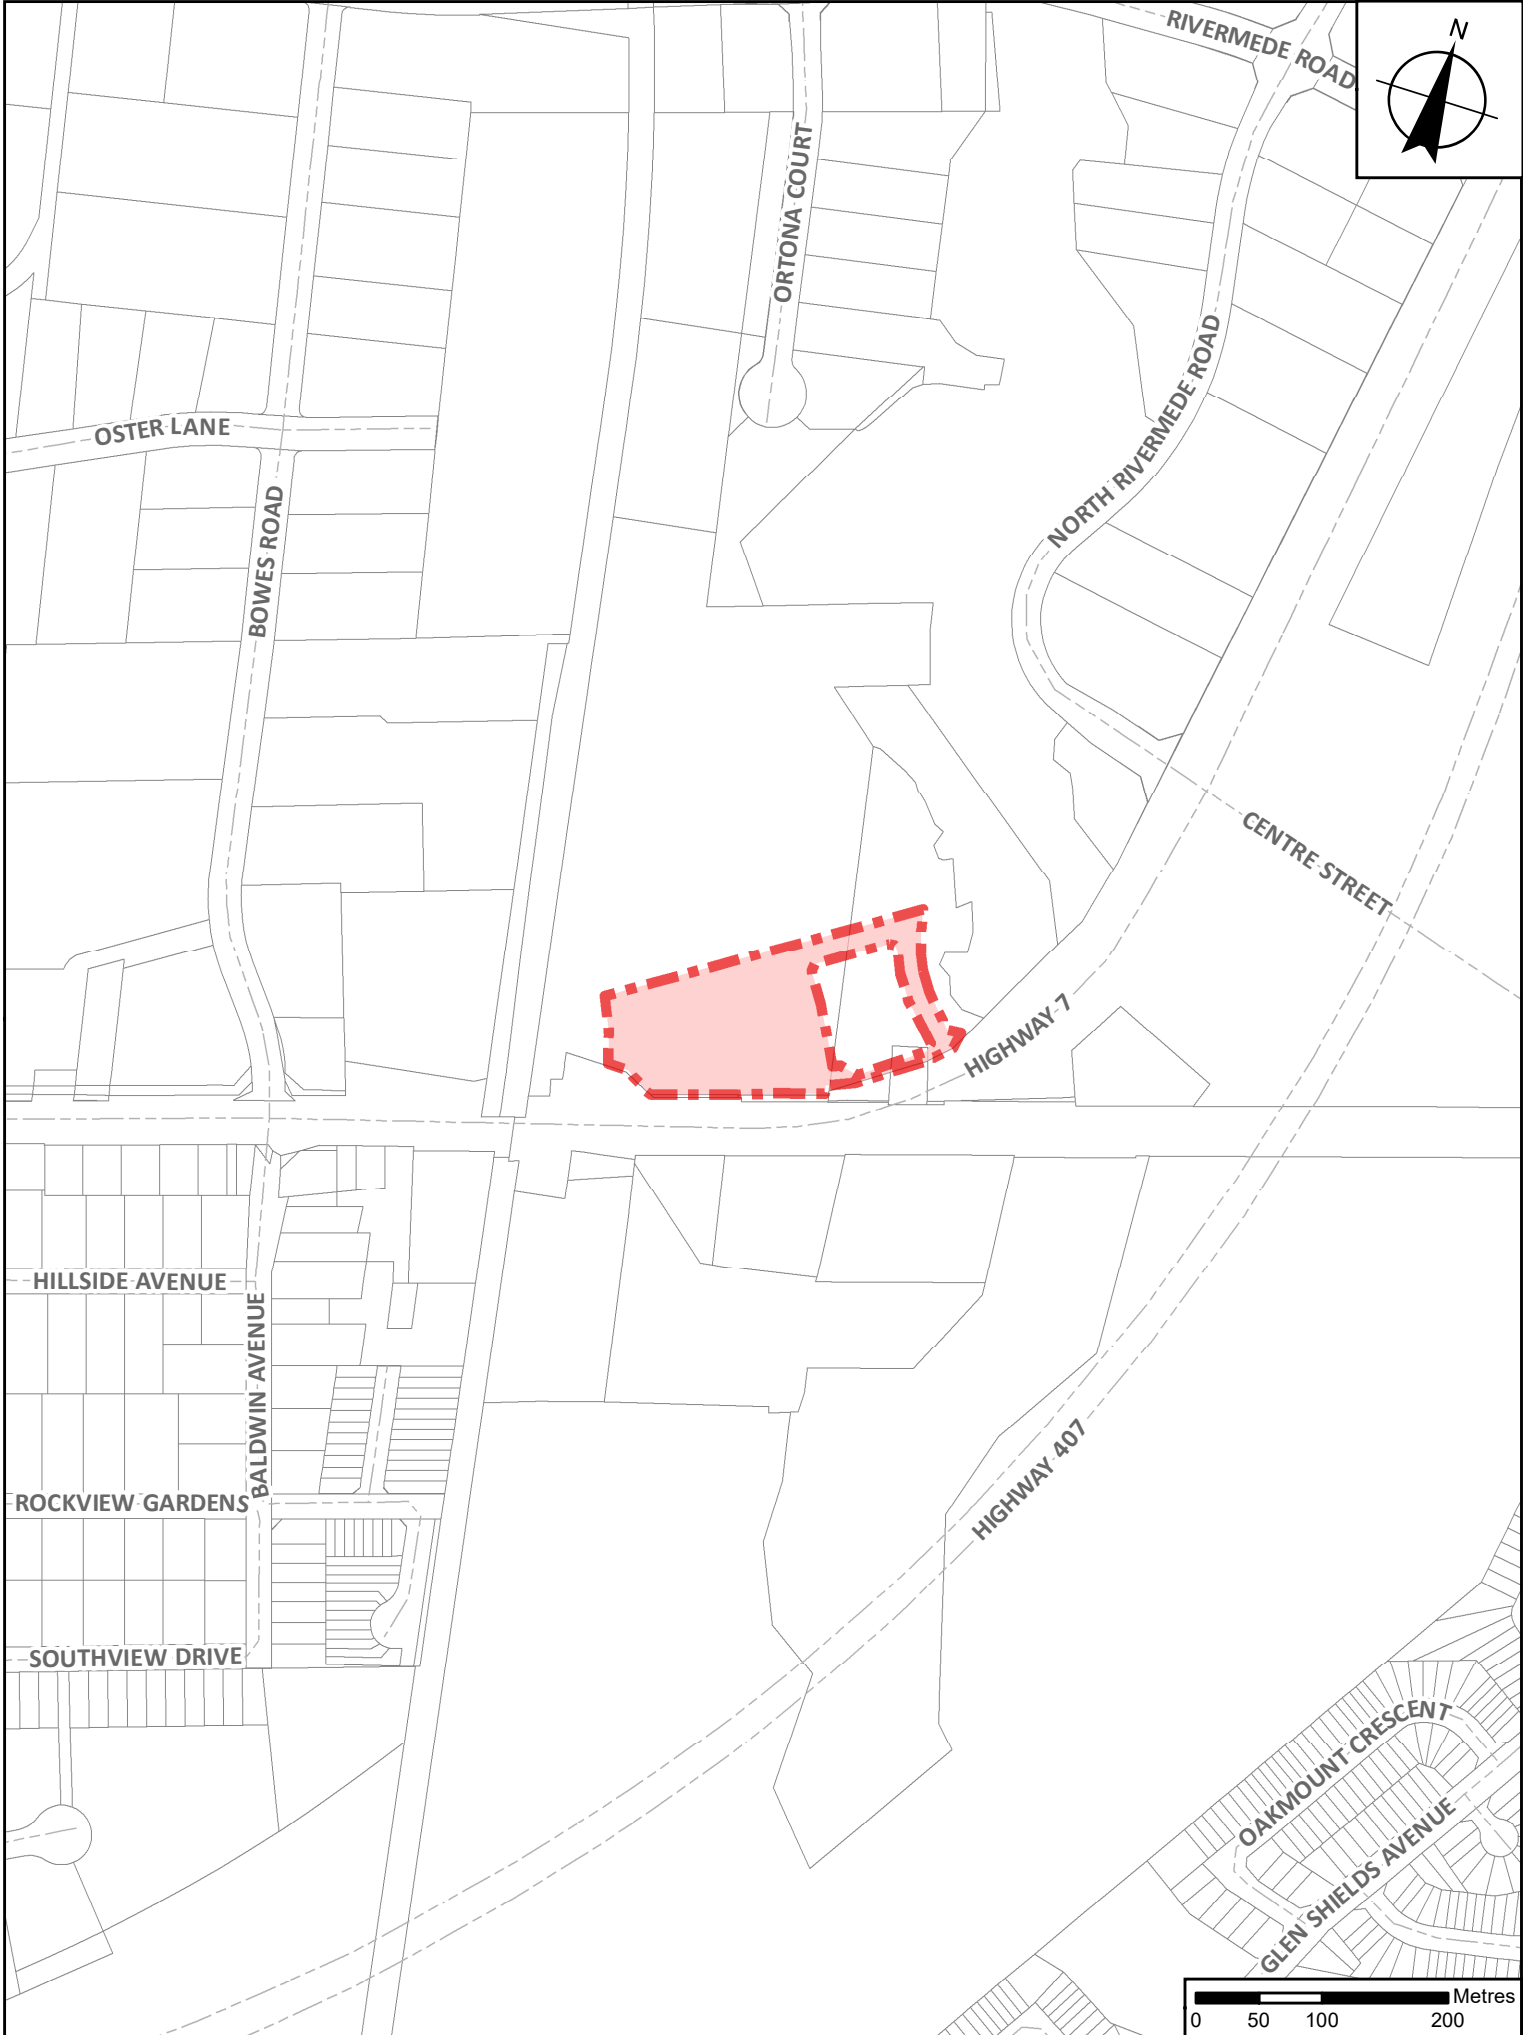 RIVERMEDE ROAD
N
ORTONA COURT
NORTH RIVERMEDE ROAD
OSTER LANE
BOWES ROAD
CENTRE STREET
HIGHWAY 7
HILLSIDE AVENUE
BALDWIN AVENUE
HIGHWAY 407
ROCKVIEW GARDENS
SOUTHVIEW DRIVE
OAKMOUNT CRESCENT
GLEN SHIELDS AVENUE
Metres
0 50 100 200